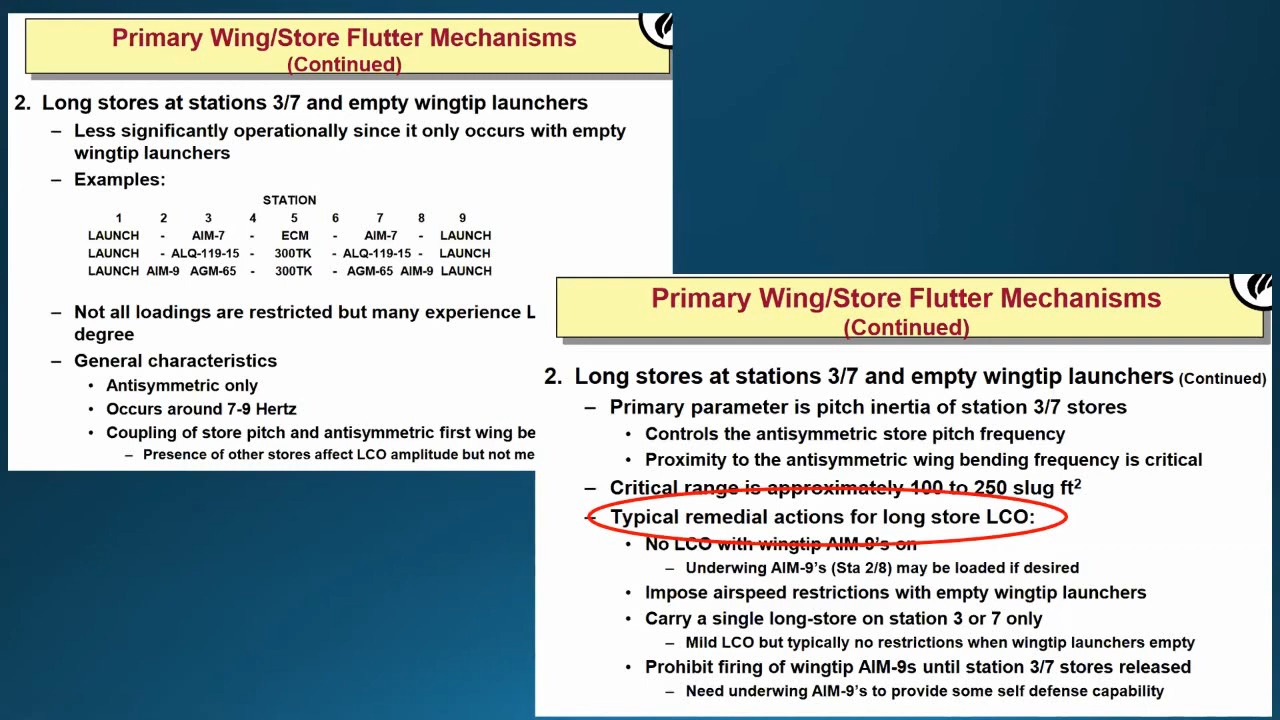 Primary Wing/Store Flutter Mechanisms
(Continued)
2. Long stores at stations 3/7 and empty wingtip launchers
– Less significantly operationally since it only occurs with empty
wingtip launchers
– Examples:
STATION
1 2 3 4 5 6 7 8 9
LAUNCH - AIM-7 - ECM - AIM-7 - LAUNCH
LAUNCH - ALQ-119-15 - 300TK - ALQ-119-15 - LAUNCH
LAUNCH AIM-9 AGM-65 - 300TK - AGM-65 AIM-9 LAUNCH
– Not all loadings are restricted but many experience
degree
– General characteristics
• Antisymmetric only
• Occurs around 7-9 Hertz
• Coupling of store pitch and antisymmetric first wing
– Presence of other stores affect LCO amplitude but not
Primary Wing/Store Flutter Mechanisms
(Continued)
2. Long stores at stations 3/7 and empty wingtip launchers (Continued)
– Primary parameter is pitch inertia of station 3/7 stores
• Controls the antisymmetric store pitch frequency
• Proximity to the antisymmetric wing bending frequency is critical
– Critical range is approximately 100 to 250 slug ft²
– Typical remedial actions for long store LCO:
• No LCO with wingtip AIM-9's on
– Underwing AIM-9's (Sta 2/8) may be loaded if desired
• Impose airspeed restrictions with empty wingtip launchers
• Carry a single long-store on station 3 or 7 only
– Mild LCO but typically no restrictions when wingtip launchers empty
• Prohibit firing of wingtip AIM-9s until station 3/7 stores released
– Need underwing AIM-9's to provide some self defense capability